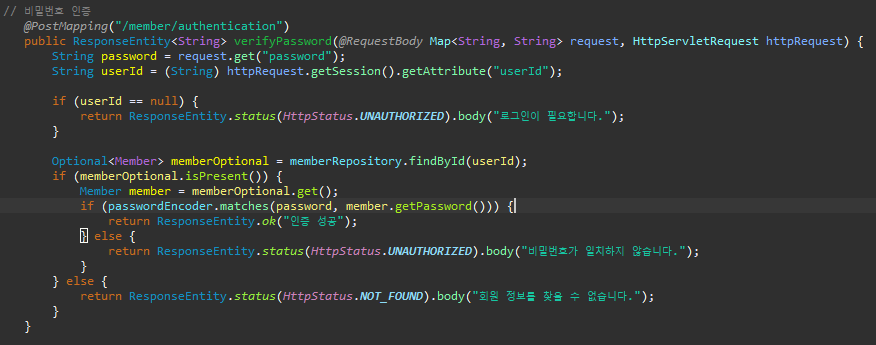 // 비밀번호 인증
@PostMapping("/member/authentication")
public ResponseEntity<String> verifyPassword(@RequestBody Map<String, String> request, HttpServletRequest httpRequest) {
String password = request.get("password");
String userId = (String) httpRequest.getSession().getAttribute("userId");
if (userId == null) {
return ResponseEntity.status(HttpStatus.UNAUTHORIZED).body("로그인이 필요합니다.");
}
Optional<Member> memberOptional = memberRepository.findById(userId);
if (memberOptional.isPresent()) {
Member member = memberOptional.get();
if (passwordEncoder.matches(password, member.getPassword())) {
return ResponseEntity.ok("인증 성공");
} else {
return ResponseEntity.status(HttpStatus.UNAUTHORIZED).body("비밀번호가 일치하지 않습니다.");
}
} else {
return ResponseEntity.status(HttpStatus.NOT_FOUND).body("회원 정보를 찾을 수 없습니다.");
}
}